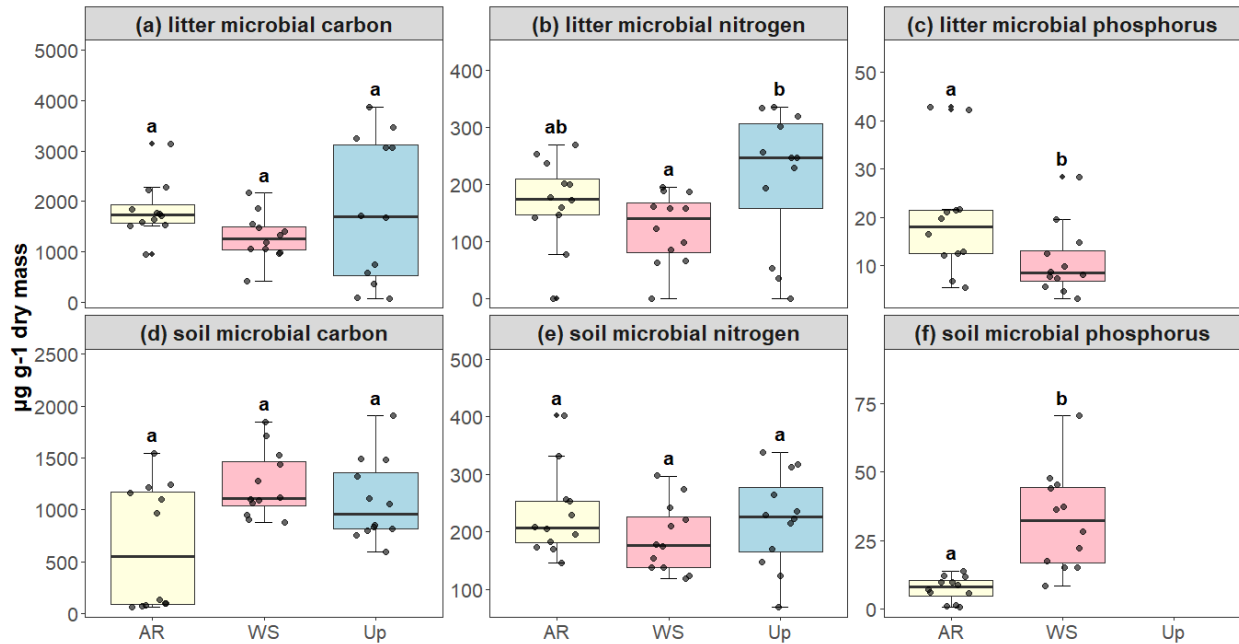 (a) litter microbial carbon
(b) litter microbial nitrogen
(c) litter microbial phosphorus
5000
4000
3000
2000
1000
0
a
a
a
400
300
200
100
0
ab
a
b
50
40
30
20
10
a
b
µg g-1 dry mass
(d) soil microbial carbon
(e) soil microbial nitrogen
(f) soil microbial phosphorus
2500
2000
1500
1000
500
0
a
a
a
500
400
300
200
100
a
a
a
75
50
25
0
a
b
AR WS Up
AR WS Up
AR WS Up